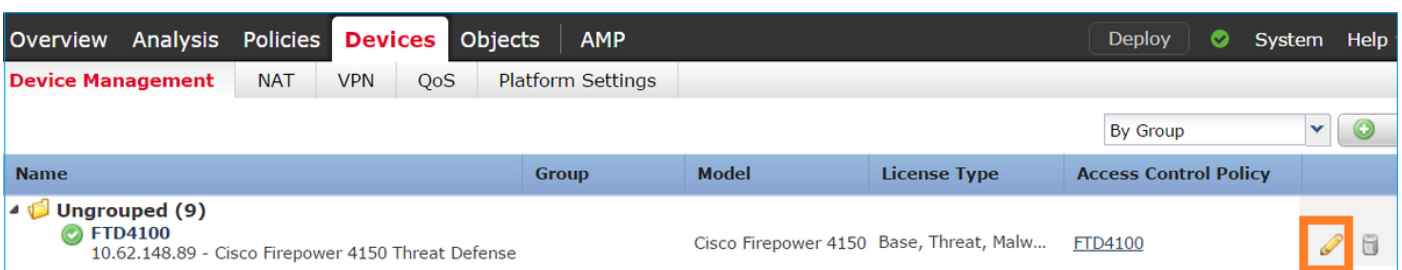 Overview Analysis Policies Devices Objects AMP Deploy System Help
Device Management NAT VPN QoS Platform Settings
By Group
Name Group Model License Type Access Control Policy
Ungrouped (9)
FTD4100
Cisco Firepower 4150 Base, Threat, Malw... FTD4100
10.62.148.89 - Cisco Firepower 4150 Threat Defense